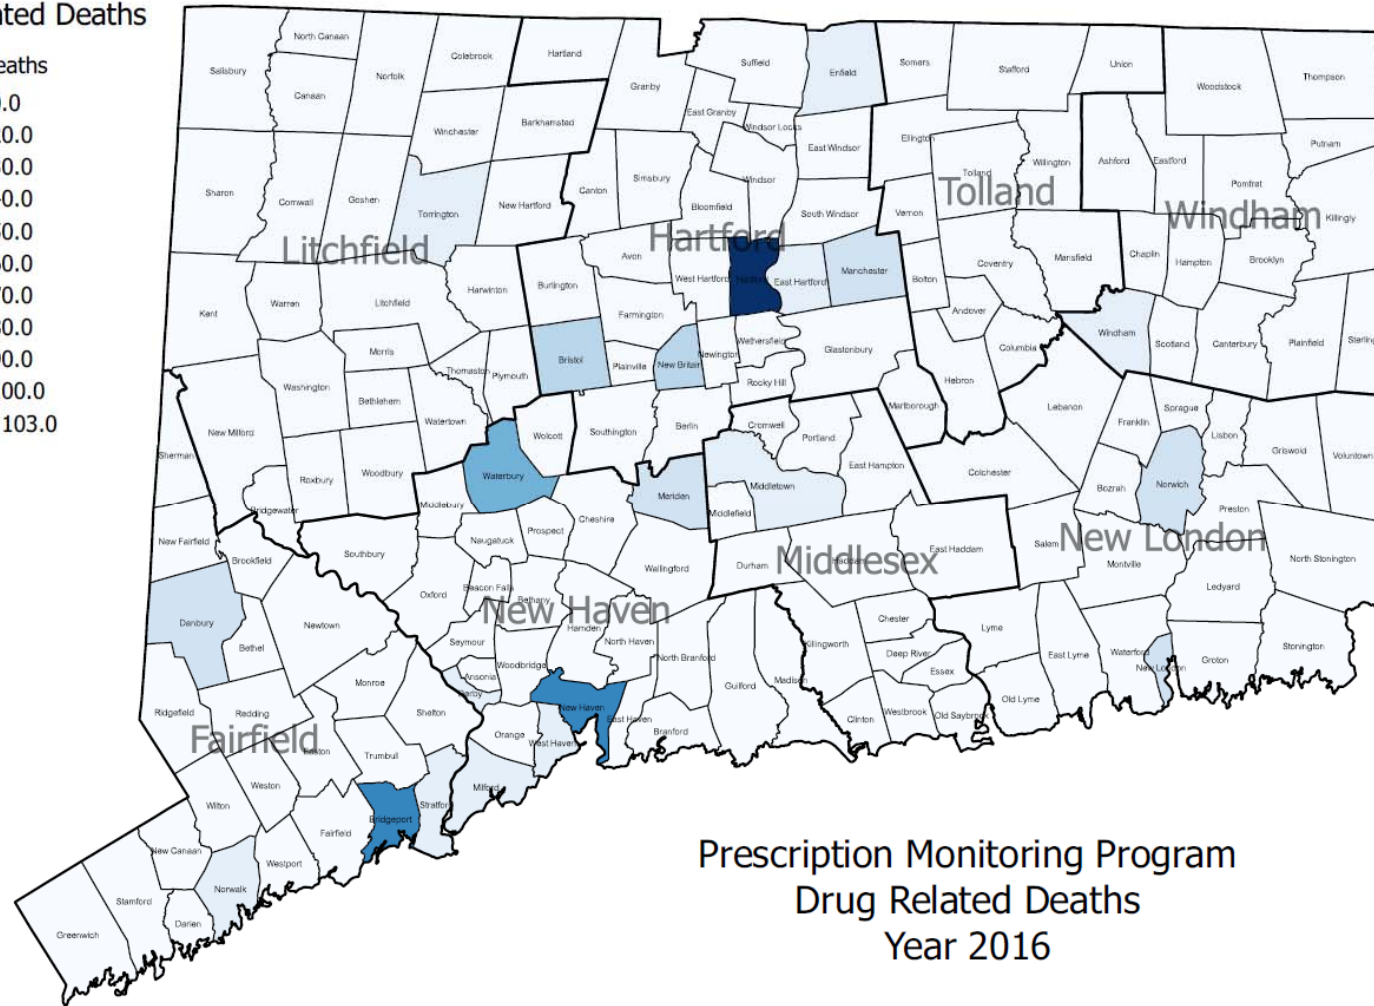 ted Deaths
eaths
.0
0.0
0.0
0.0
0.0
0.0
0.0
0.0
0.0
00.0
103.0
North Canaan
Salisbury
Canaan
Norfolk
Colebrook
Hartland
Granby
Suffield
Enfield
Somers
Stafford
Union
Woodstock
Thompson
East Granby
Windsor Locks
Winchester
Barkhamsted
East Windsor
Ellington
Tolland
Willington
Ashford
Eastford
Putnam
Pomfret
Killingly
Sharon
Cornwall
Goshen
Torrington
New Hartford
Canton
Simsbury
Bloomfield
Windsor
South Windsor
Vernon
Tolland
Windham
Litchfield
Hartford
Avon
West Hartford
Hartford
East Hartford
Manchester
Bolton
Coventry
Mansfield
Chaplin
Hampton
Brooklyn
Kent
Warren
Litchfield
Harwinton
Burlington
Farmington
Andover
Columbia
Windham
Scotland
Canterbury
Plainfield
Sterling
Morris
Thomaston
Plymouth
Bristol
Plainville
New Britain
Newington
Wethersfield
Rocky Hill
Glastonbury
Hebron
Marlborough
Washington
Bethlehem
Watertown
Wolcott
Southington
Berlin
Cromwell
Portland
East Hampton
Lebanon
Franklin
Sprague
Lisbon
Griswold
Voluntown
Sherman
New Milford
Roxbury
Woodbury
Waterbury
Middlebury
Meriden
Middletown
Middlefield
Colchester
Bozrah
Norwich
Preston
Bridgewater
New Fairfield
Brookfield
Southbury
Naugatuck
Prospect
Cheshire
Wallingford
Durham
Haddam
Middlesex
East Haddam
Salem
New London
Montville
Ledyard
North Stonington
Danbury
Bethel
Newtown
Oxford
Beacon Falls
Bethany
New Haven
Hamden
North Haven
North Branford
Seymour
Woodbridge
Ansonia
Derby
Killingworth
Chester
Deep River
Essex
Lyme
East Lyme
Waterford
New London
Groton
Stonington
Ridgefield
Redding
Monroe
Shelton
Orange
New Haven
West Haven
East Haven
Branford
Guilford
Madison
Clinton
Westbrook
Old Saybrook
Old Lyme
Fairfield
Easton
Trumbull
Weston
Wilton
Bridgeport
Stratford
Milford
Fairfield
Westport
New Canaan
Norwalk
Darien
Stamford
Greenwich
Prescription Monitoring Program
Drug Related Deaths
Year 2016